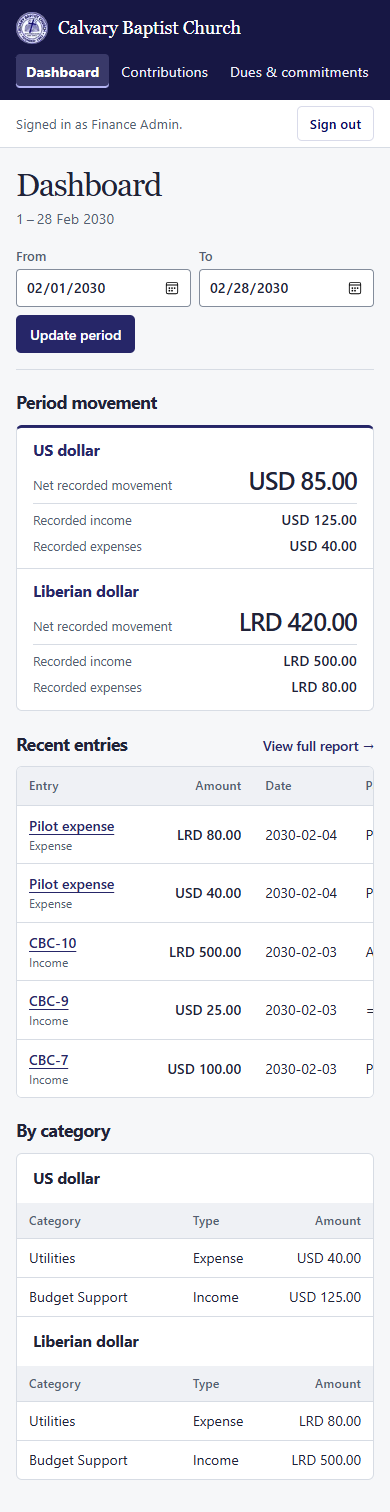 Calvary Baptist Church
Dashboard Contributions Dues & commitments
Signed in as Finance Admin. Sign out
Dashboard
1 – 28 Feb 2030
From To
02/01/2030 02/28/2030
Update period
Period movement
US dollar
Net recorded movement USD 85.00
Recorded income USD 125.00
Recorded expenses USD 40.00
Liberian dollar
Net recorded movement LRD 420.00
Recorded income LRD 500.00
Recorded expenses LRD 80.00
Recent entries View full report →
Entry Amount Date P
Pilot expense LRD 80.00 2030-02-04 P
Expense
Pilot expense USD 40.00 2030-02-04 P
Expense
CBC-10 LRD 500.00 2030-02-03 A
Income
CBC-9 USD 25.00 2030-02-03 =
Income
CBC-7 USD 100.00 2030-02-03 P
Income
By category
US dollar
Category Type Amount
Utilities Expense USD 40.00
Budget Support Income USD 125.00
Liberian dollar
Category Type Amount
Utilities Expense LRD 80.00
Budget Support Income LRD 500.00